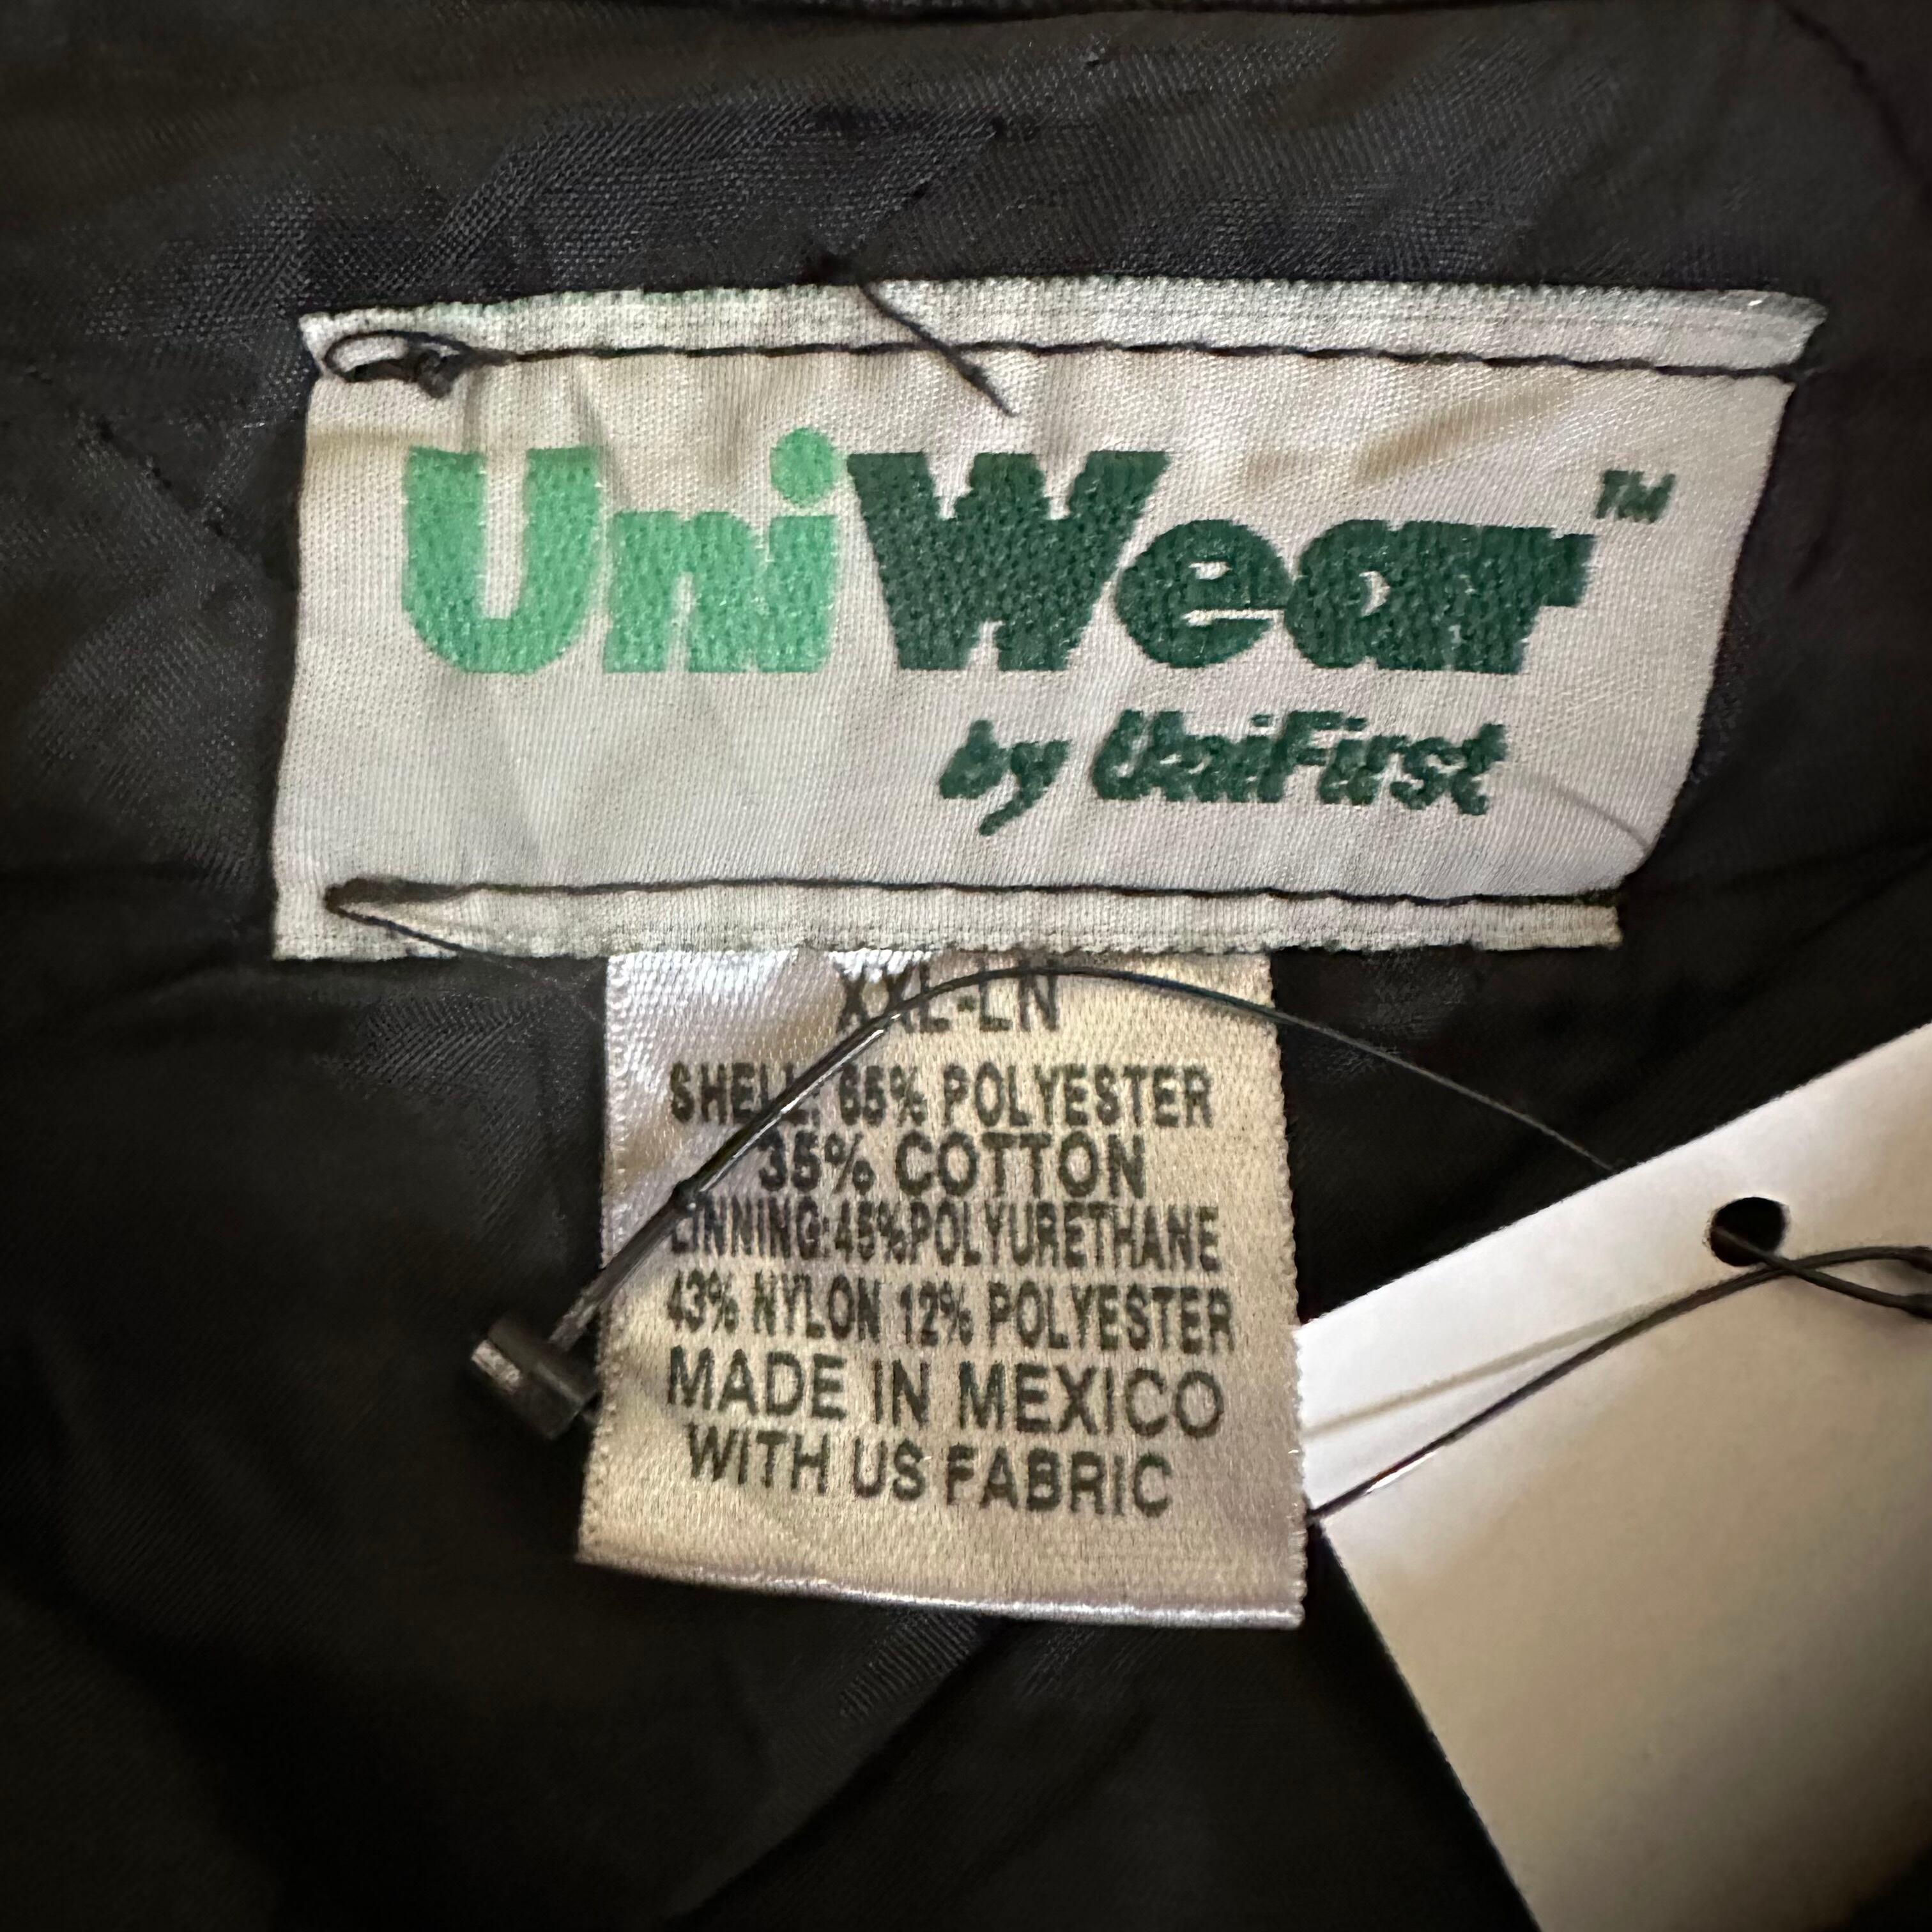 UniWear™
by UniFirst
XXL-LN
SHELL: 65% POLYESTER
35% COTTON
LINNING:45%POLYURETHANE
43% NYLON 12% POLYESTER
MADE IN MEXICO
WITH US FABRIC